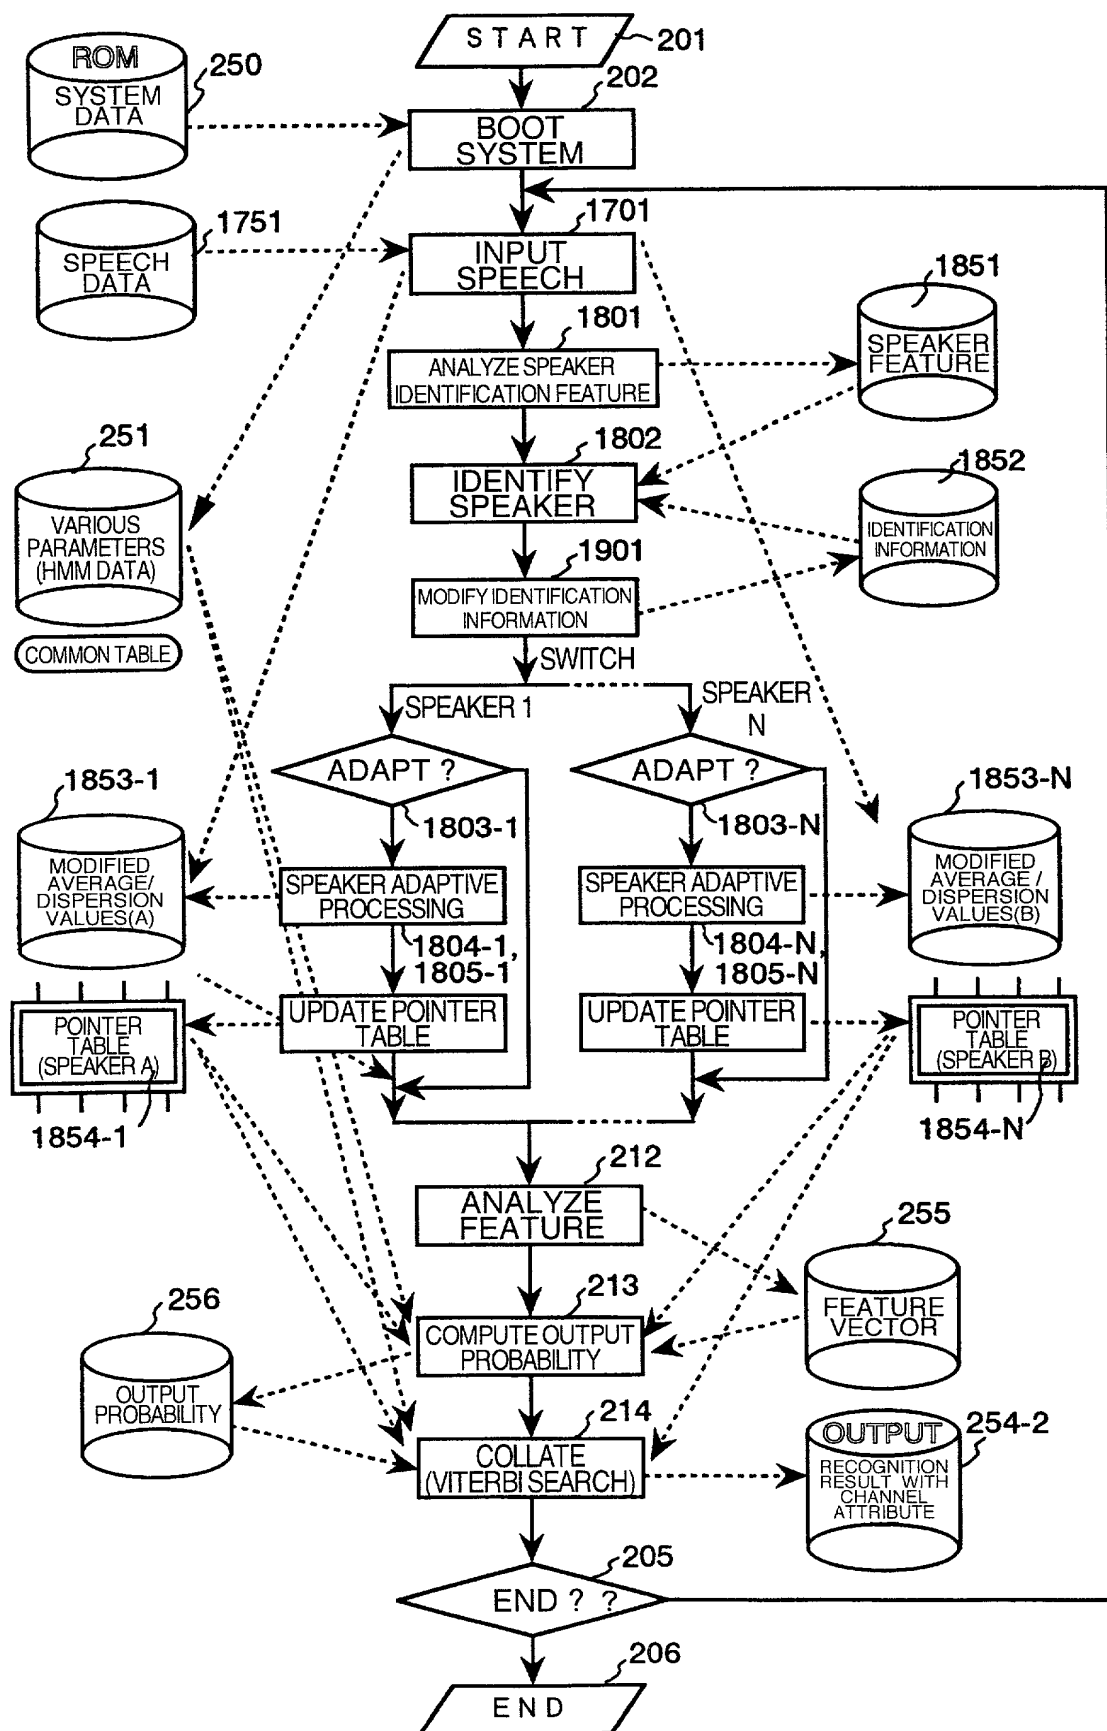 START
201
ROM
SYSTEM
DATA
250
202
BOOT
SYSTEM
1751
SPEECH
DATA
1701
INPUT
SPEECH
1801
ANALYZE SPEAKER
IDENTIFICATION FEATURE
1851
SPEAKER
FEATURE
1802
IDENTIFY
SPEAKER
1852
IDENTIFICATION
INFORMATION
251
VARIOUS
PARAMETERS
(HMM DATA)
COMMON TABLE
1901
MODIFY IDENTIFICATION
INFORMATION
SWITCH
SPEAKER 1
SPEAKER
N
ADAPT ?
ADAPT ?
1803-1
1803-N
1853-1
MODIFIED
AVERAGE/
DISPERSION
VALUES(A)
1853-N
MODIFIED
AVERAGE /
DISPERSION
VALUES(B)
SPEAKER ADAPTIVE
PROCESSING
SPEAKER ADAPTIVE
PROCESSING
1804-1,
1805-1
1804-N,
1805-N
UPDATE POINTER
TABLE
UPDATE POINTER
TABLE
POINTER
TABLE
(SPEAKER A)
1854-1
POINTER
TABLE
(SPEAKER B)
1854-N
212
ANALYZE
FEATURE
255
FEATURE
VECTOR
213
COMPUTE OUTPUT
PROBABILITY
256
OUTPUT
PROBABILITY
214
COLLATE
(VITERBI SEARCH)
254-2
OUTPUT
RECOGNITION
RESULT WITH
CHANNEL
ATTRIBUTE
205
END ? ?
206
END